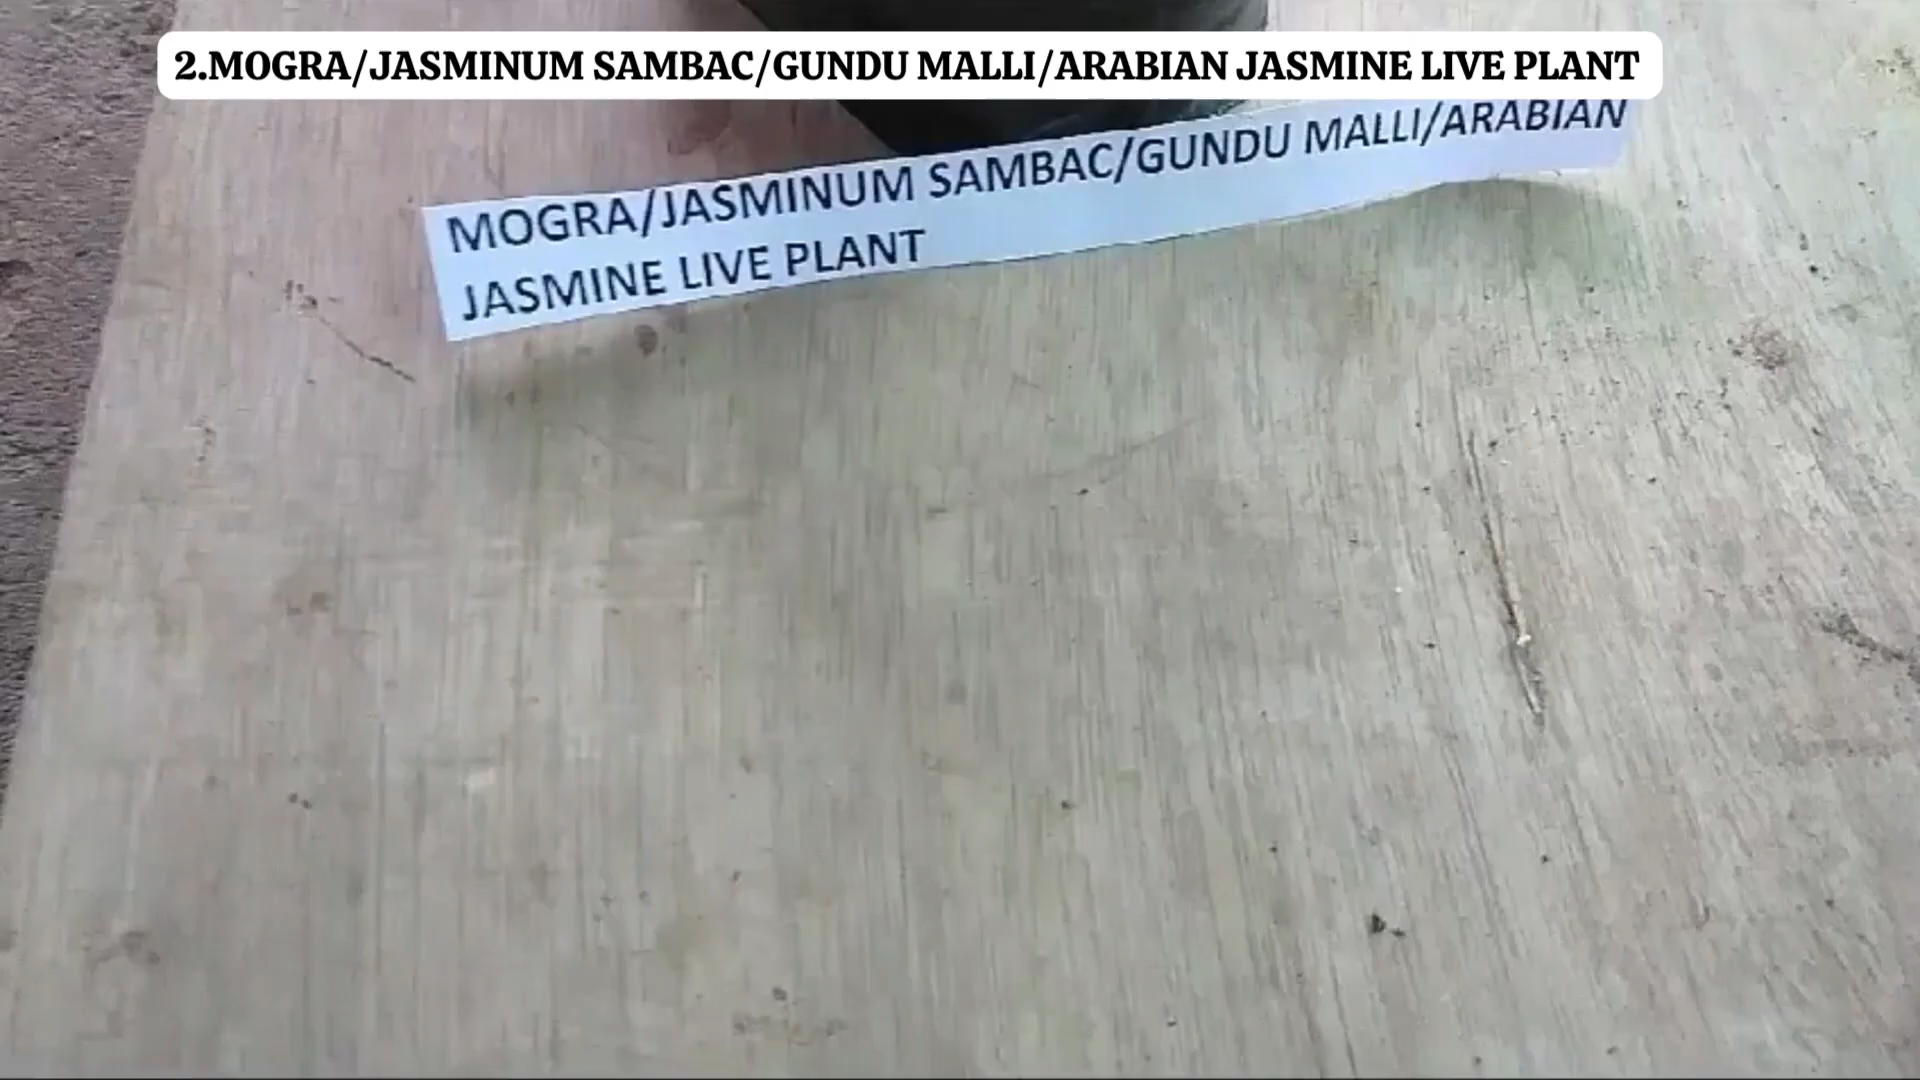 2.MOGRA/JASMINUM SAMBAC/GUNDU MALLI/ARABIAN JASMINE LIVE PLANT
MOGRA/JASMINUM SAMBAC/GUNDU MALLI/ARABIAN
JASMINE LIVE PLANT